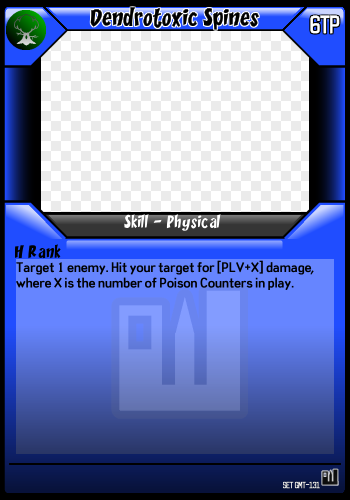 Dendrotoxic Spines
6TP
Skill - Physical
H Rank
Target 1 enemy. Hit your target for [PLV+X] damage,
where X is the number of Poison Counters in play.
SET GMT-131